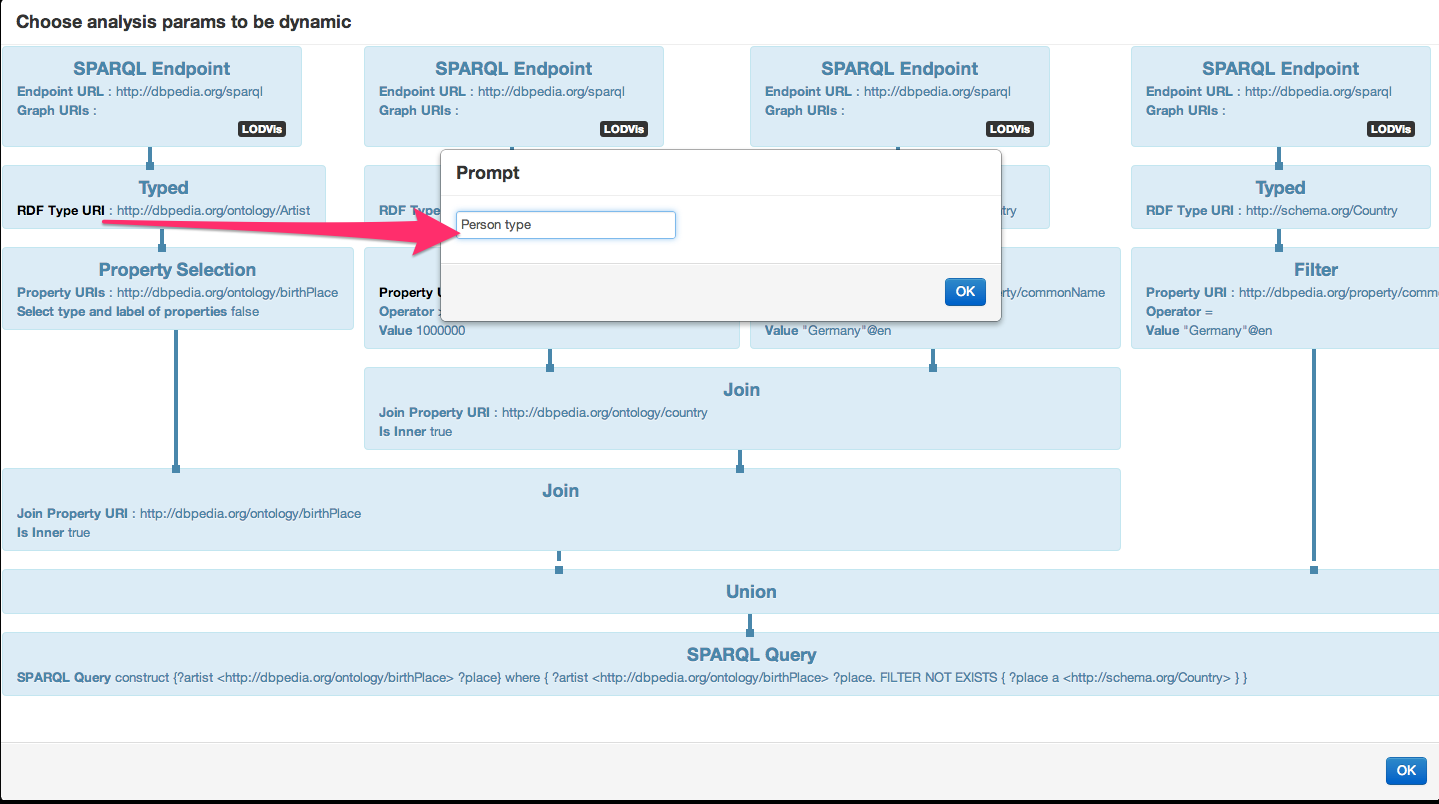 Choose analysis params to be dynamic
SPARQL Endpoint
Endpoint URL : http://dbpedia.org/sparql
Graph URIs :
LODVis
SPARQL Endpoint
Endpoint URL : http://dbpedia.org/sparql
Graph URIs :
LODVis
SPARQL Endpoint
Endpoint URL : http://dbpedia.org/sparql
Graph URIs :
LODVis
SPARQL Endpoint
Endpoint URL : http://dbpedia.org/sparql
Graph URIs :
LODVis
Typed
RDF Type URI : http://dbpedia.org/ontology/Artist
RDF Type
Typed
RDF Type URI : http://schema.org/Country
Prompt
Person type
OK
Property Selection
Property URIs : http://dbpedia.org/ontology/birthPlace
Select type and label of properties false
Property
Operator
Value 1000000
/commonName
Value "Germany"@en
Filter
Property URI : http://dbpedia.org/property/comm
Operator =
Value "Germany"@en
Join
Join Property URI : http://dbpedia.org/ontology/country
Is Inner true
Join
Join Property URI : http://dbpedia.org/ontology/birthPlace
Is Inner true
Union
SPARQL Query
SPARQL Query construct {?artist <http://dbpedia.org/ontology/birthPlace> ?place} where { ?artist <http://dbpedia.org/ontology/birthPlace> ?place. FILTER NOT EXISTS { ?place a <http://schema.org/Country> } }
OK